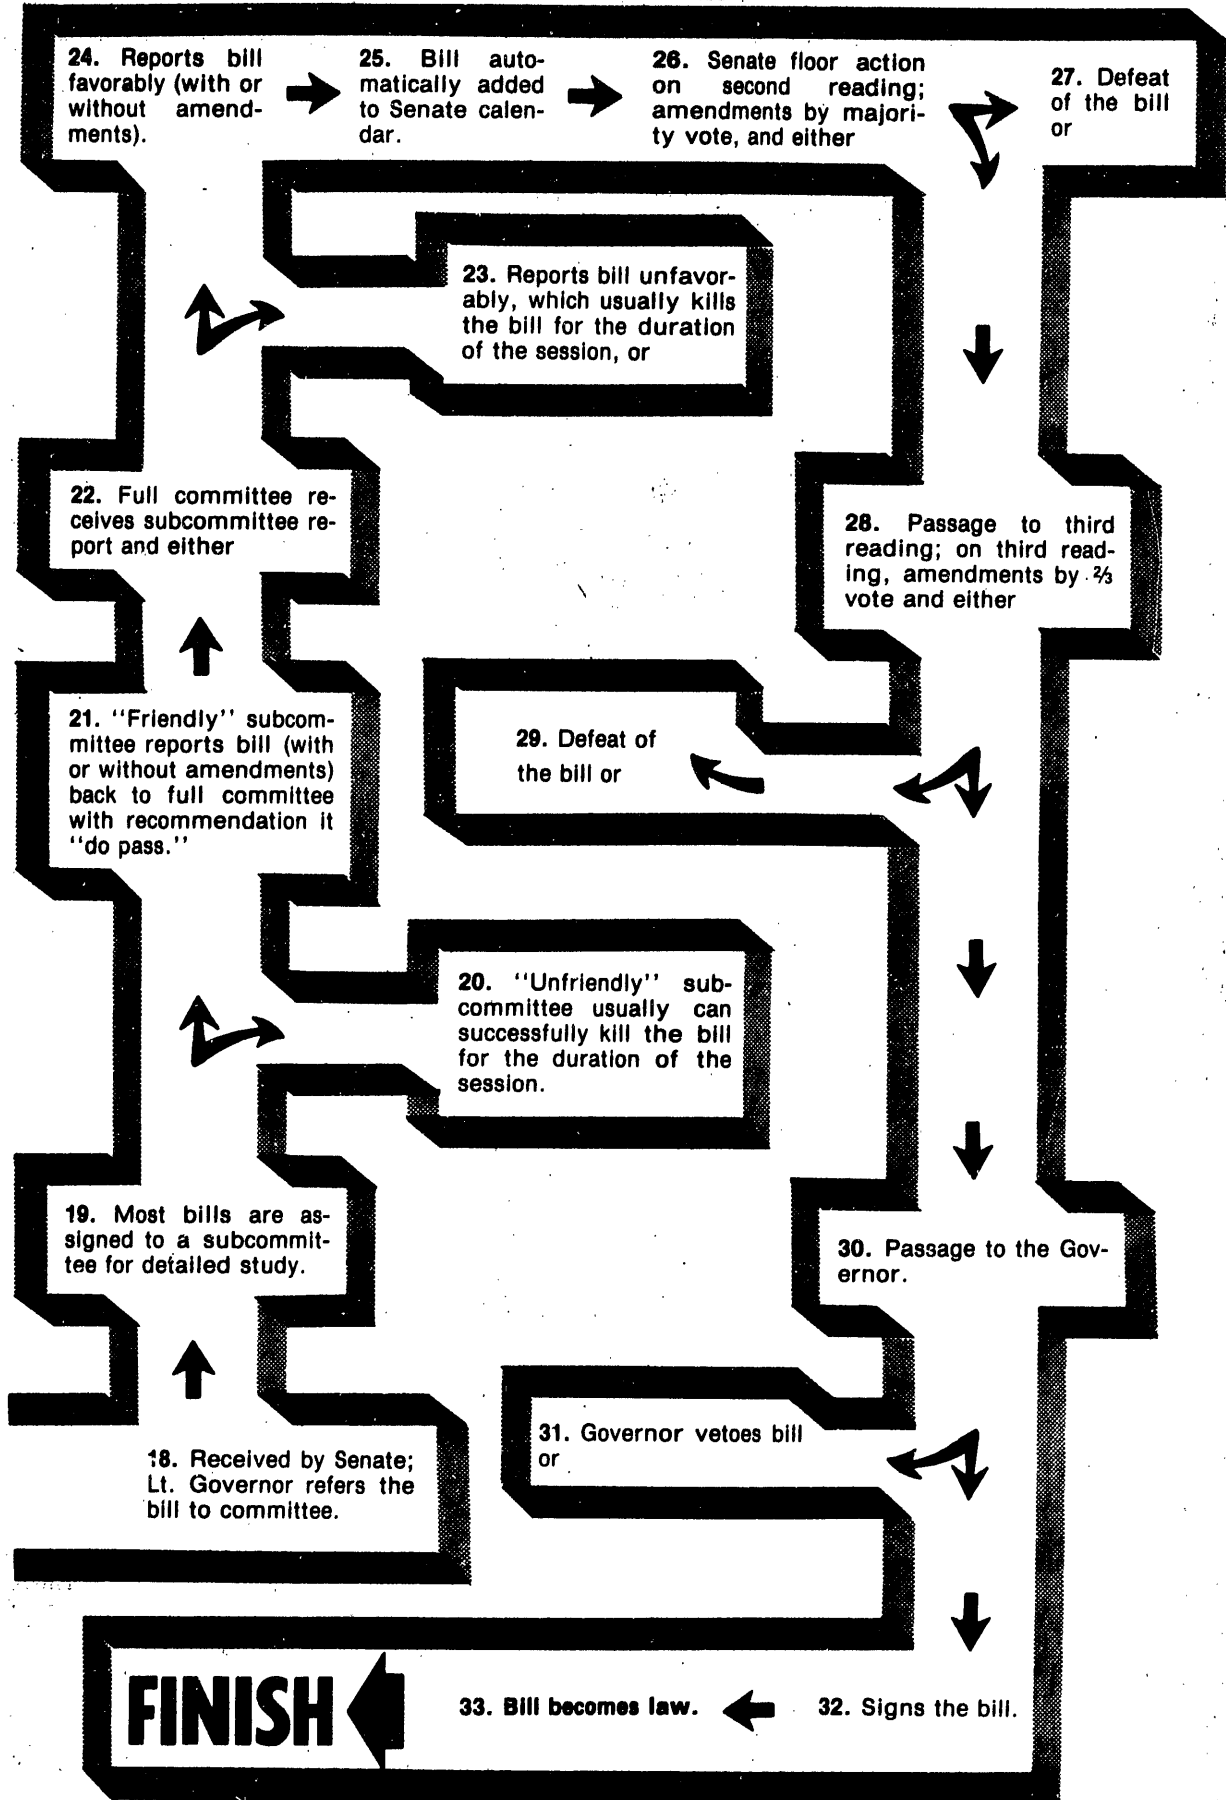 24. Reports bill
favorably (with or
without amend-
ments).
25. Bill auto-
matically added
to Senate calen-
dar.
26. Senate floor action
on second reading;
amendments by majori-
ty vote, and either
27. Defeat
of the bill
or
23. Reports bill unfavor-
ably, which usually kills
the bill for the duration
of the session, or
22. Full committee re-
ceives subcommittee re-
port and either
28. Passage to third
reading; on third read-
ing, amendments by ⅔
vote and either
21. "Friendly" subcom-
mittee reports bill (with
or without amendments)
back to full committee
with recommendation it
"do pass."
29. Defeat of
the bill or
20. "Unfriendly" sub-
committee usually can
successfully kill the bill
for the duration of the
session.
19. Most bills are as-
signed to a subcommit-
tee for detailed study.
30. Passage to the Gov-
ernor.
31. Governor vetoes bill
or
18. Received by Senate;
Lt. Governor refers the
bill to committee.
FINISH
33. Bill becomes law.
32. Signs the bill.